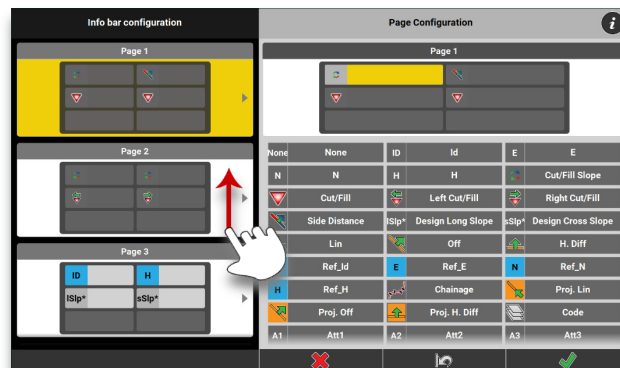 Info bar configuration
Page 1
Page 2
Page 3
ID H
lSlp* sSlp*
Page Configuration
i
Page 1
None None ID Id E E
N N H H Cut/Fill Slope
Cut/Fill Left Cut/Fill Right Cut/Fill
Side Distance lSlp* Design Long Slope sSlp* Design Cross Slope
Lin Off H. Diff
Ref_Id E Ref_E N Ref_N
H Ref_H Chainage Proj. Lin
Proj. Off Proj. H. Diff Code
A1 Att1 A2 Att2 A3 Att3